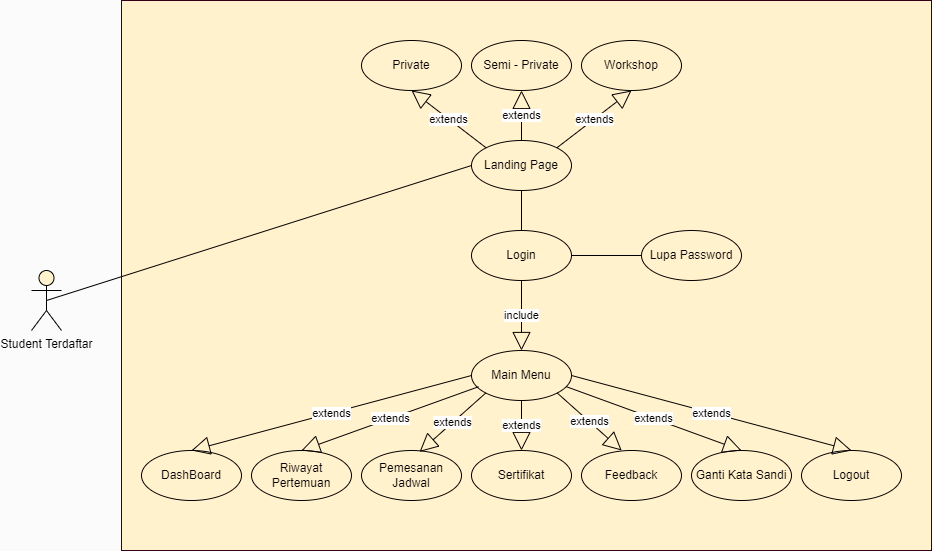 Private
Semi - Private
Workshop
extends
extends
extends
Landing Page
Login
Lupa Password
Student Terdaftar
include
Main Menu
extends
extends
extends
extends
extends
extends
extends
DashBoard
Riwayat
Pertemuan
Pemesanan
Jadwal
Sertifikat
Feedback
Ganti Kata Sandi
Logout